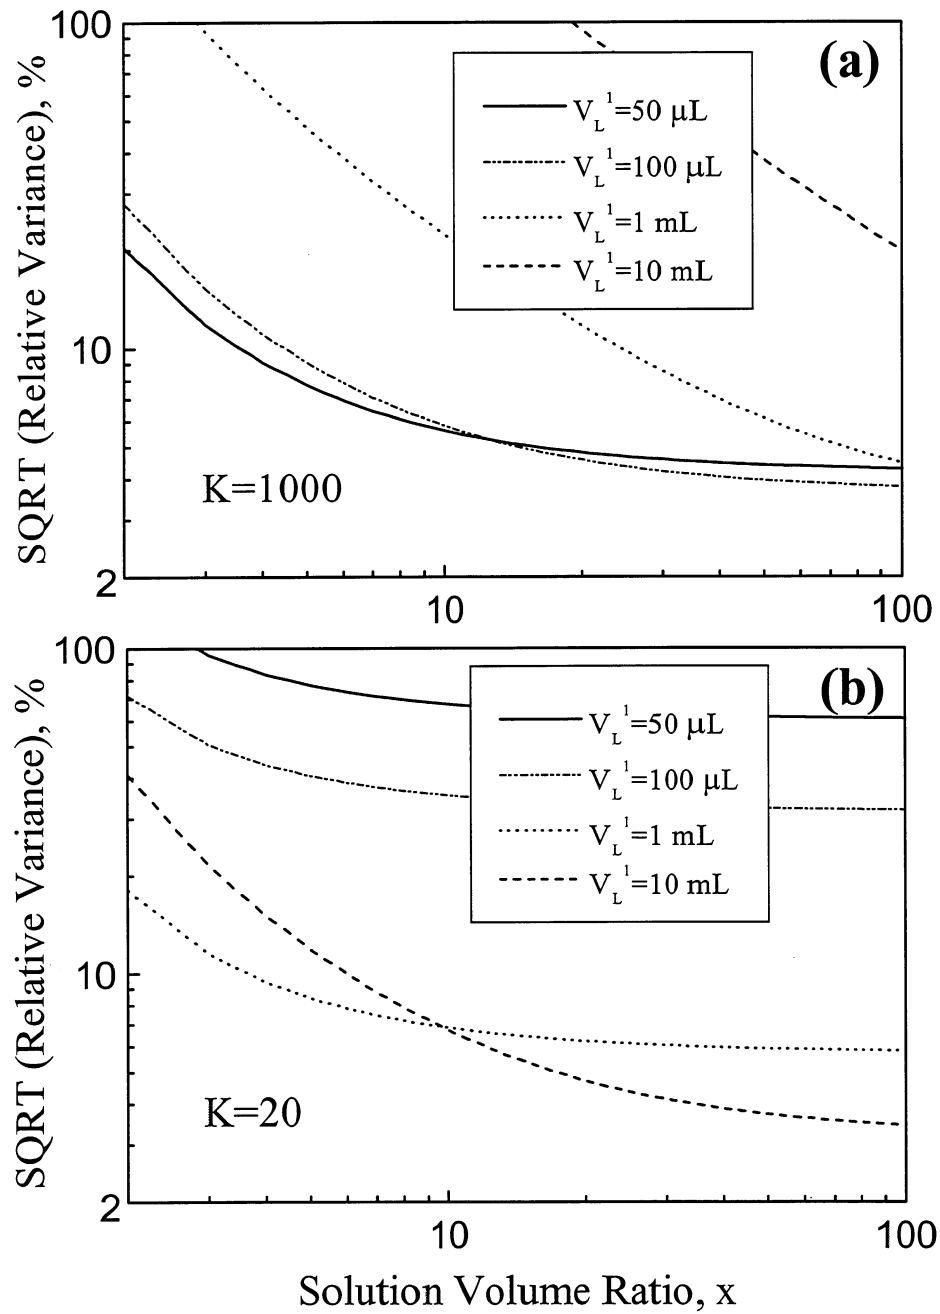 SQRT (Relative Variance), %
100
10
2
(a)
V_L^1=50 μL
V_L^1=100 μL
V_L^1=1 mL
V_L^1=10 mL
K=1000
10
100
SQRT (Relative Variance), %
100
10
2
(b)
V_L^1=50 μL
V_L^1=100 μL
V_L^1=1 mL
V_L^1=10 mL
K=20
10
100
Solution Volume Ratio, x